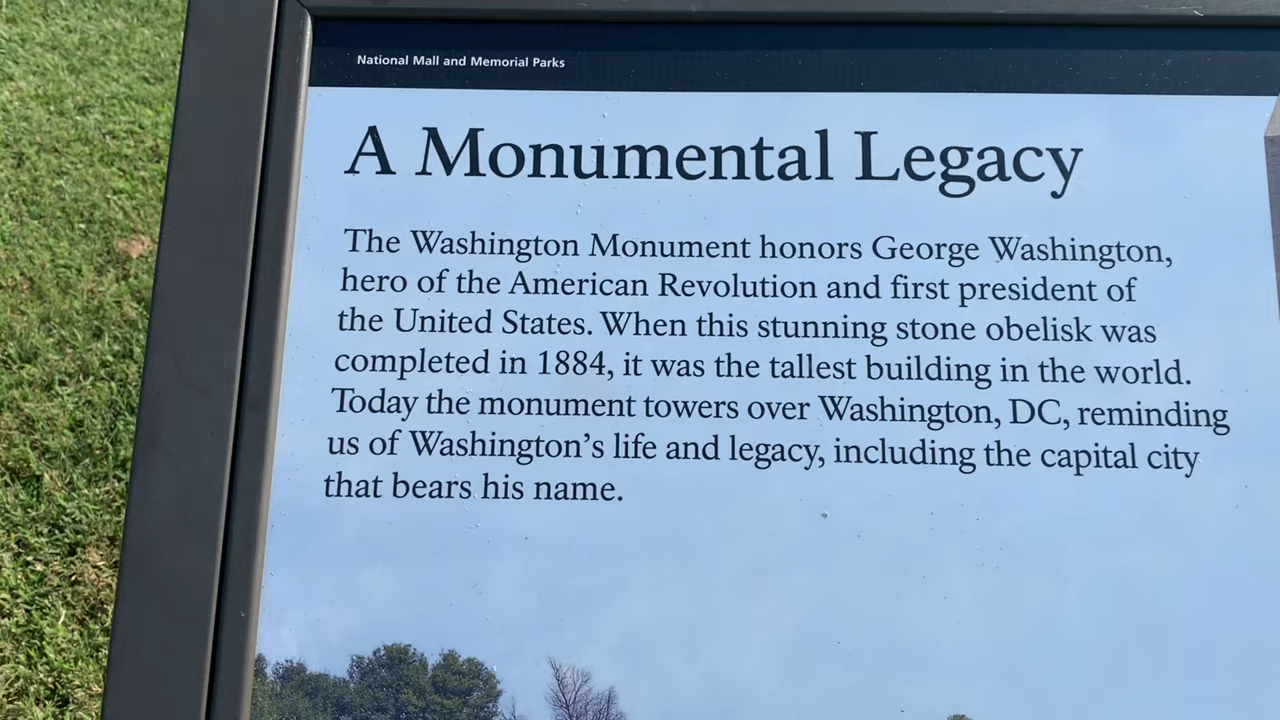 National Mall and Memorial Parks
A Monumental Legacy
The Washington Monument honors George Washington,
hero of the American Revolution and first president of
the United States. When this stunning stone obelisk was
completed in 1884, it was the tallest building in the world.
Today the monument towers over Washington, DC, reminding
us of Washington’s life and legacy, including the capital city
that bears his name.